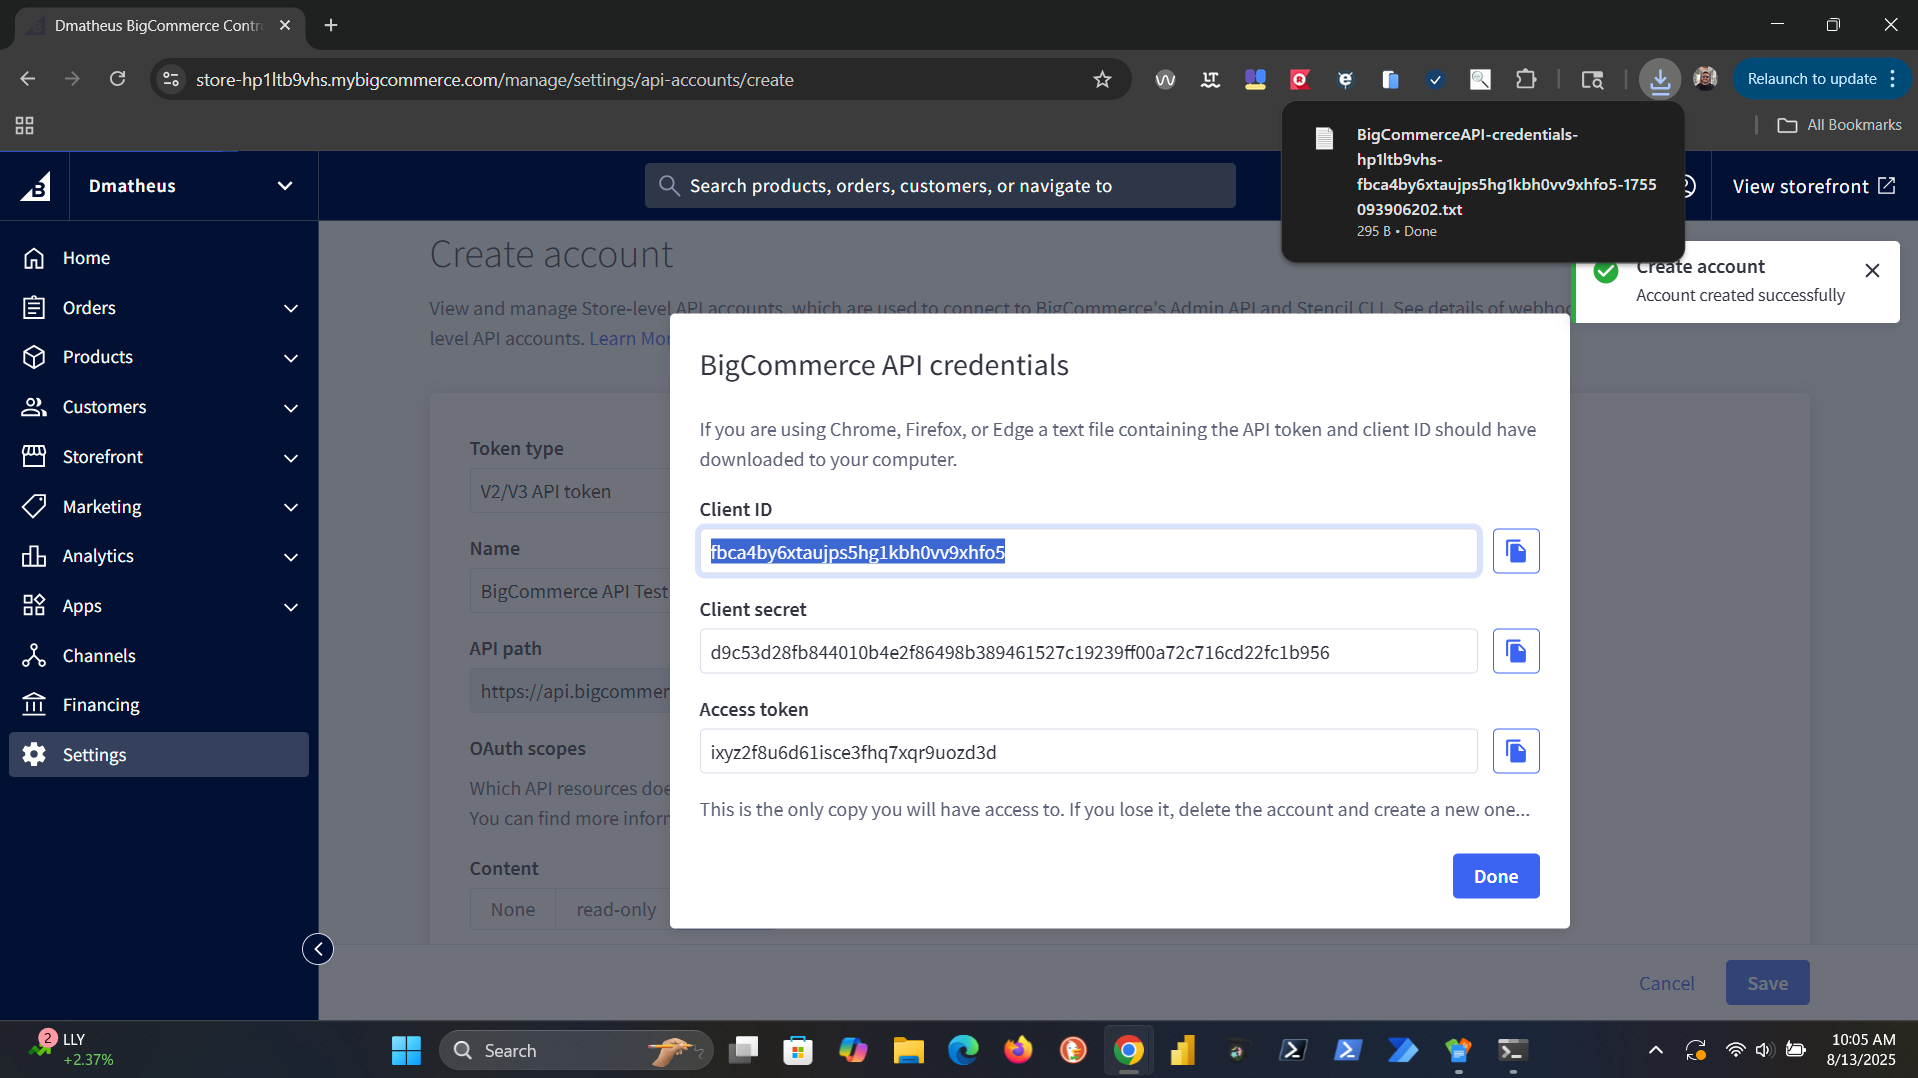 Dmatheus BigCommerce Contr
store-hp1ltb9vhs.mybigcommerce.com/manage/settings/api-accounts/create
Relaunch to update
All Bookmarks
BigCommerceAPI-credentials-
hp1ltb9vhs-
fbca4by6xtaujps5hg1kbh0vv9xhfo5-1755
093906202.txt
295 B • Done
Dmatheus
Search products, orders, customers, or navigate to
View storefront
Home
Orders
Products
Customers
Storefront
Marketing
Analytics
Apps
Channels
Financing
Settings
Create account
View and manage Store-level API accounts, which are used to connect to BigCommerce's Admin API and Stencil CLI. See details of webhoo
level API accounts. Learn Mor
Create account
Account created successfully
Token type
V2/V3 API token
Name
BigCommerce API Test
API path
https://api.bigcommer
OAuth scopes
Which API resources doe
You can find more inforn
Content
None
read-only
BigCommerce API credentials
If you are using Chrome, Firefox, or Edge a text file containing the API token and client ID should have
downloaded to your computer.
Client ID
fbca4by6xtaujps5hg1kbh0vv9xhfo5
Client secret
d9c53d28fb844010b4e2f86498b389461527c19239ff00a72c716cd22fc1b956
Access token
ixyz2f8u6d61isce3fhq7xqr9uozd3d
This is the only copy you will have access to. If you lose it, delete the account and create a new one...
Done
Cancel
Save
2
LLY
+2.37%
Search
10:05 AM
8/13/2025